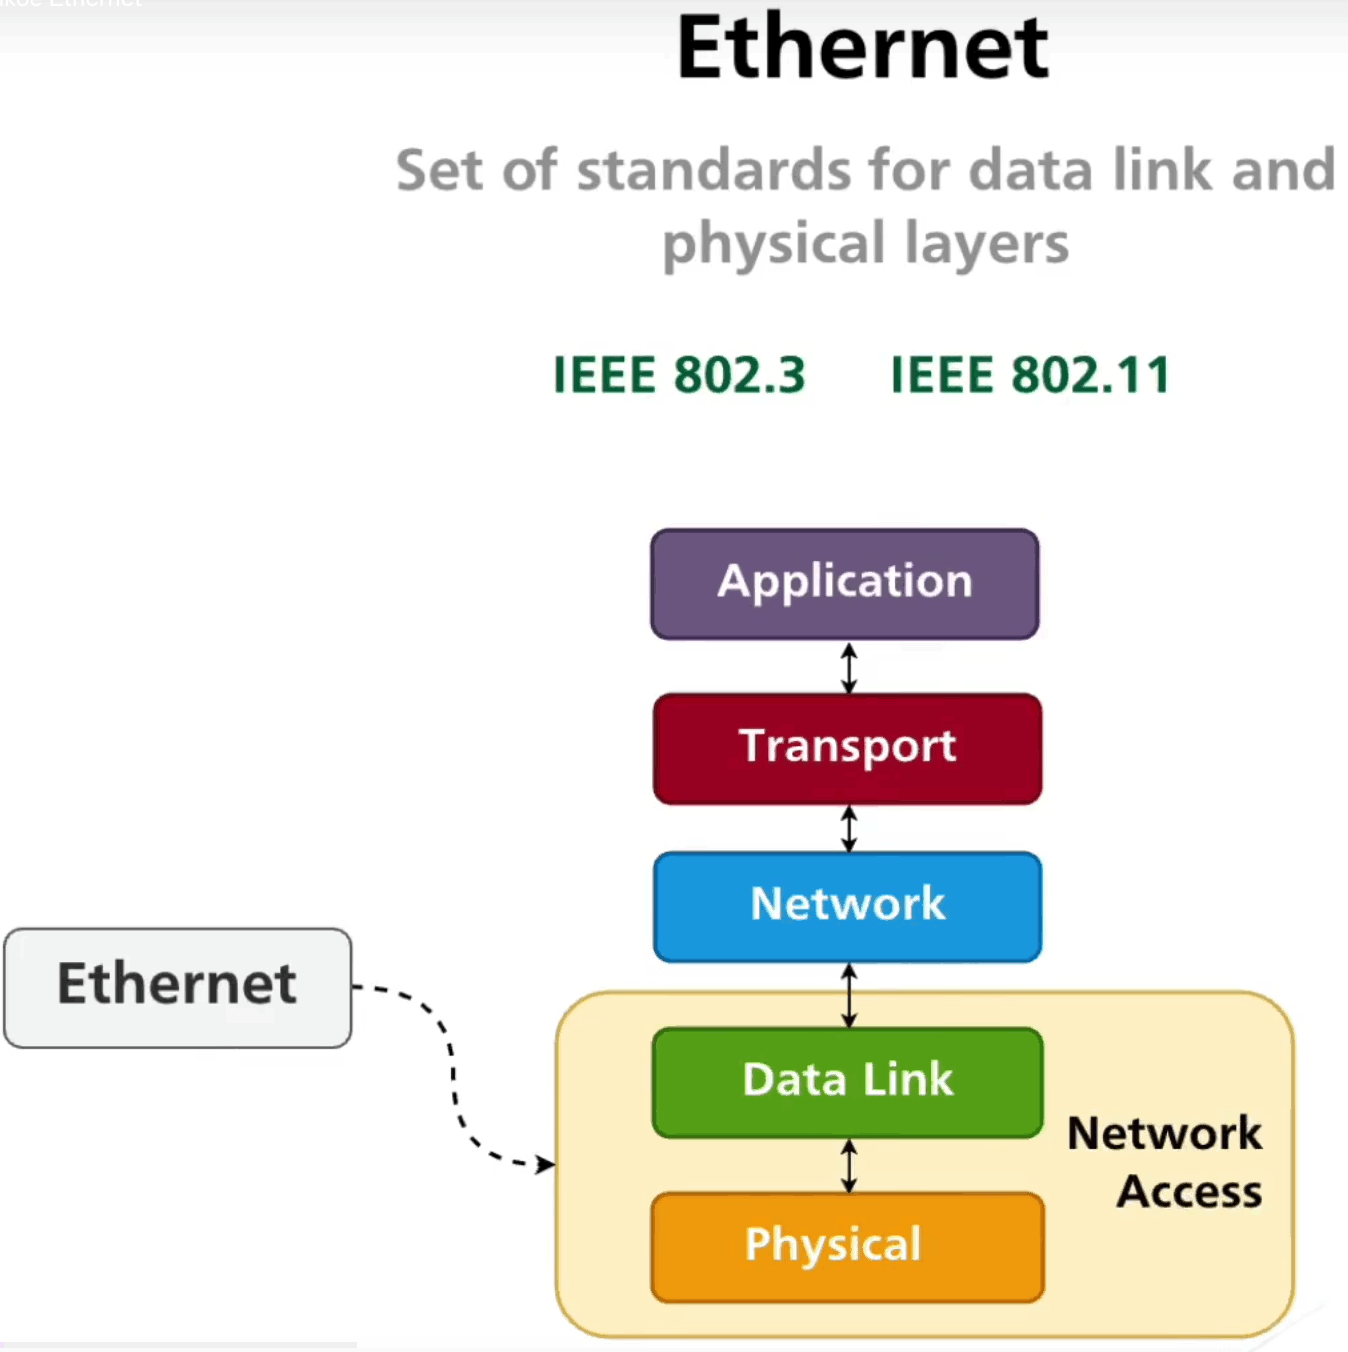 Ethernet
Ethernet
Set of standards for data link and
physical layers
IEEE 802.3 IEEE 802.11
Application
Transport
Network
Ethernet
Data Link
Network
Access
Physical